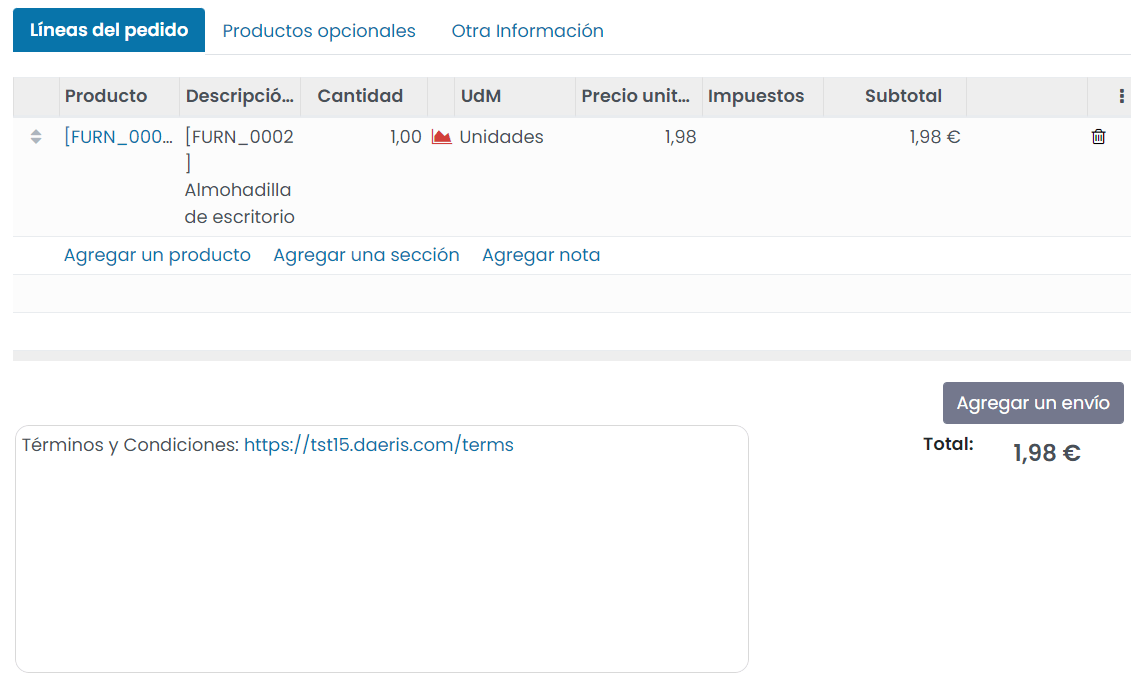 Líneas del pedido Productos opcionales Otra Información
Producto Descripció... Cantidad UdM Precio unit... Impuestos Subtotal
[FURN_000... [FURN_0002 1,00 Unidades 1,98 1,98 €
]
Almohadilla
de escritorio
Agregar un producto Agregar una sección Agregar nota
Agregar un envío
Términos y Condiciones: https://tst15.daeris.com/terms Total: 1,98 €